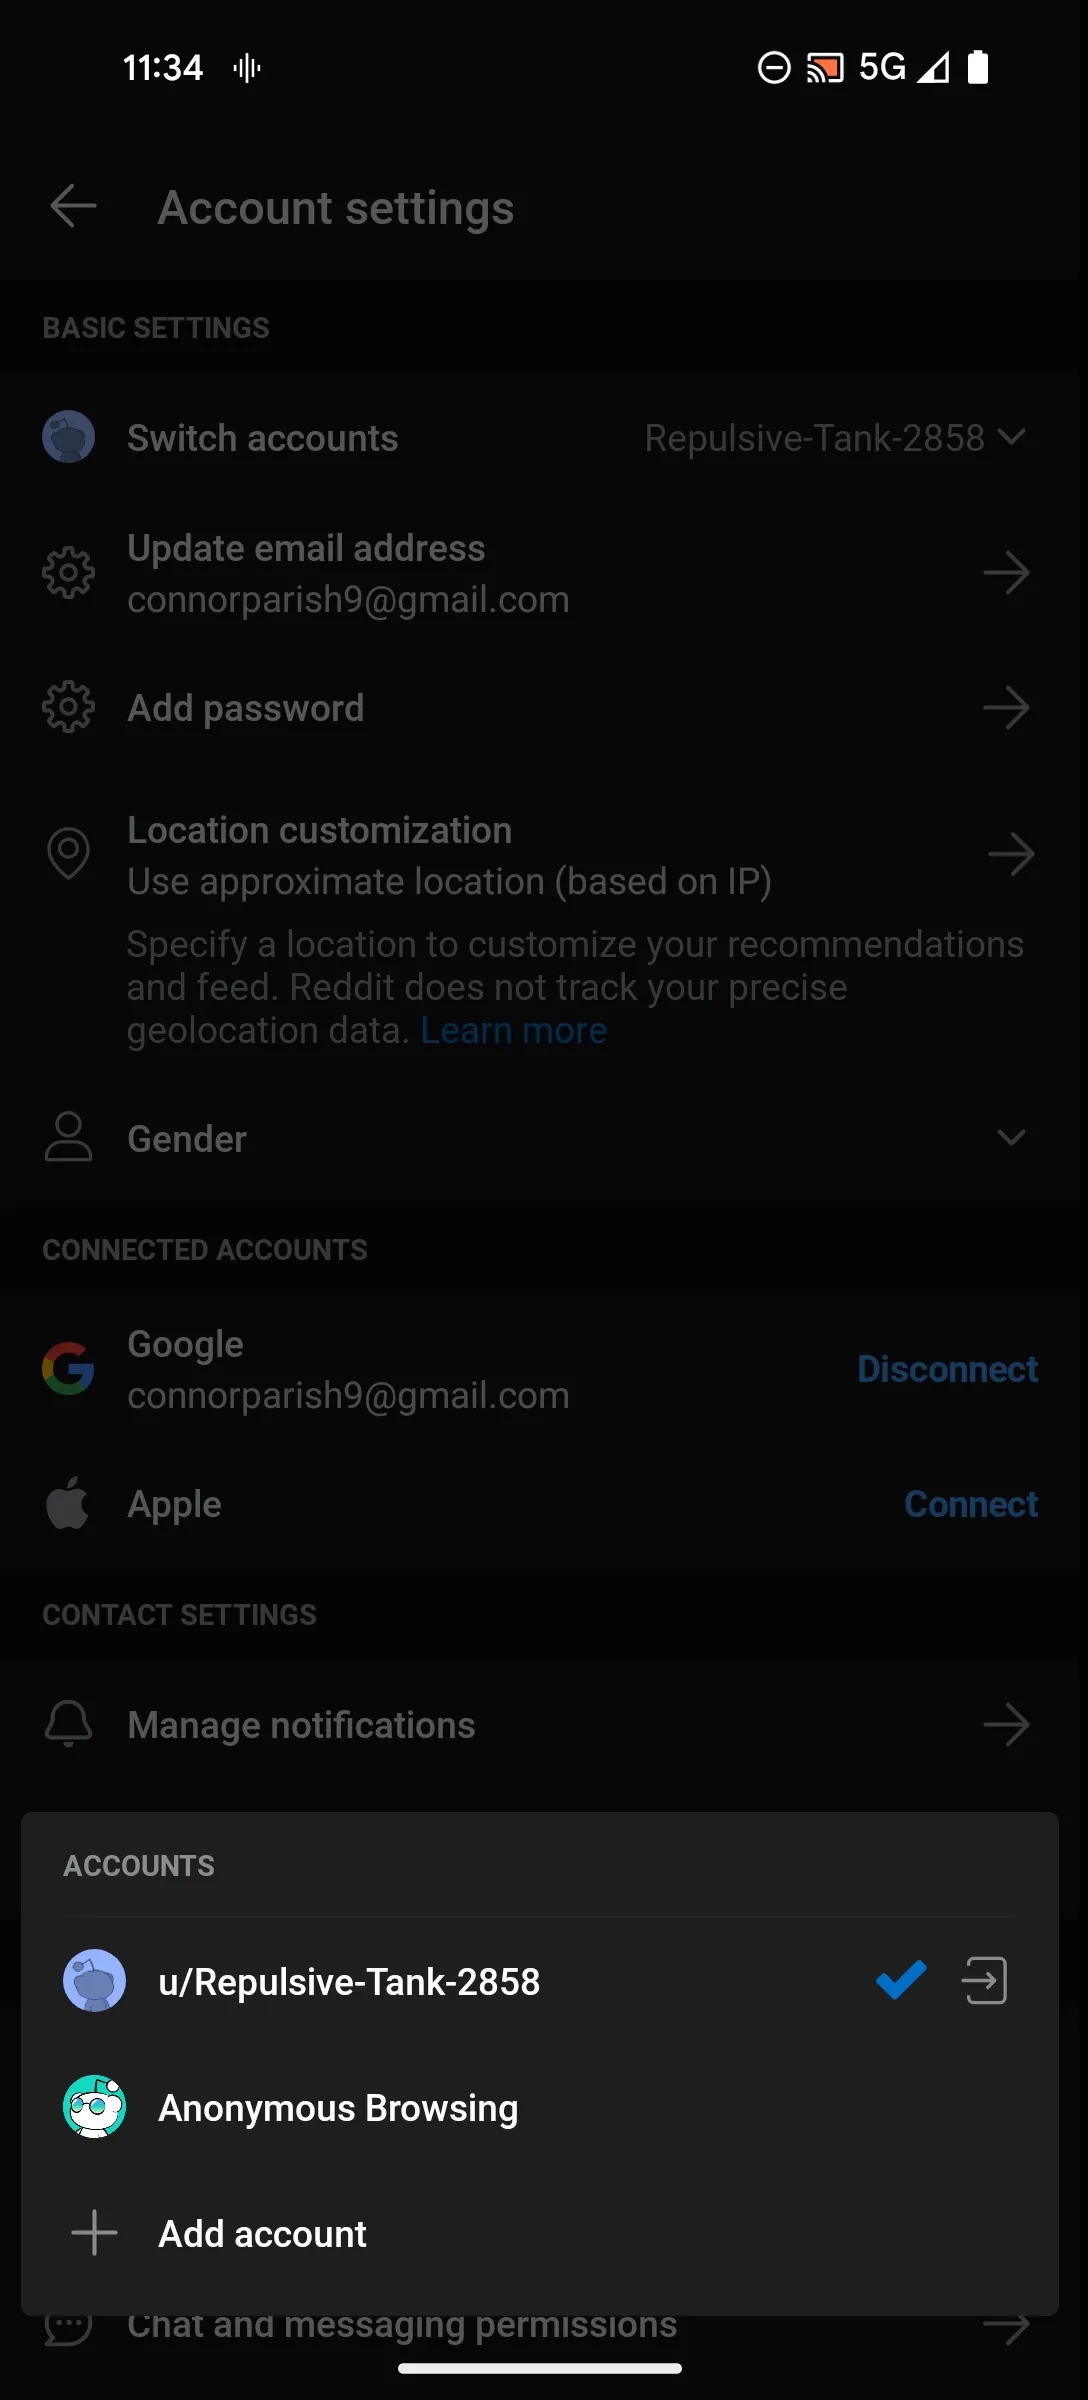 11:34
5G
Account settings
BASIC SETTINGS
Switch accounts Repulsive-Tank-2858
Update email address
connorparish9@gmail.com
Add password
Location customization
Use approximate location (based on IP)
Specify a location to customize your recommendations
and feed. Reddit does not track your precise
geolocation data. Learn more
Gender
CONNECTED ACCOUNTS
Google
connorparish9@gmail.com
Disconnect
Apple
Connect
CONTACT SETTINGS
Manage notifications
ACCOUNTS
u/Repulsive-Tank-2858
Anonymous Browsing
Add account
Chat and messaging permissions